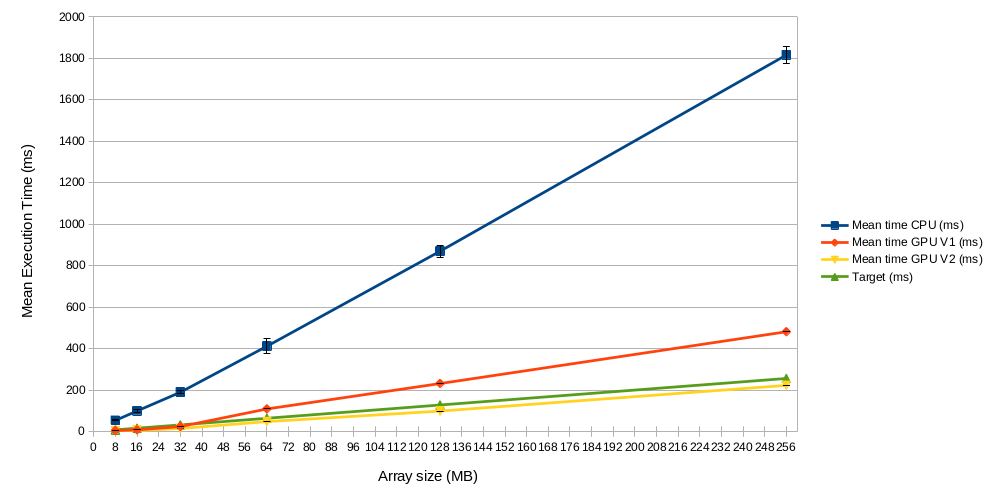 2000
1800
1600
1400
1200
1000
800
600
400
200
0
0 8 16 24 32 40 48 56 64 72 80 88 96 104 112 120 128 136 144 152 160 168 176 184 192 200 208 216 224 232 240 248 256
Mean Execution Time (ms)
Array size (MB)
Mean time CPU (ms)
Mean time GPU V1 (ms)
Mean time GPU V2 (ms)
Target (ms)